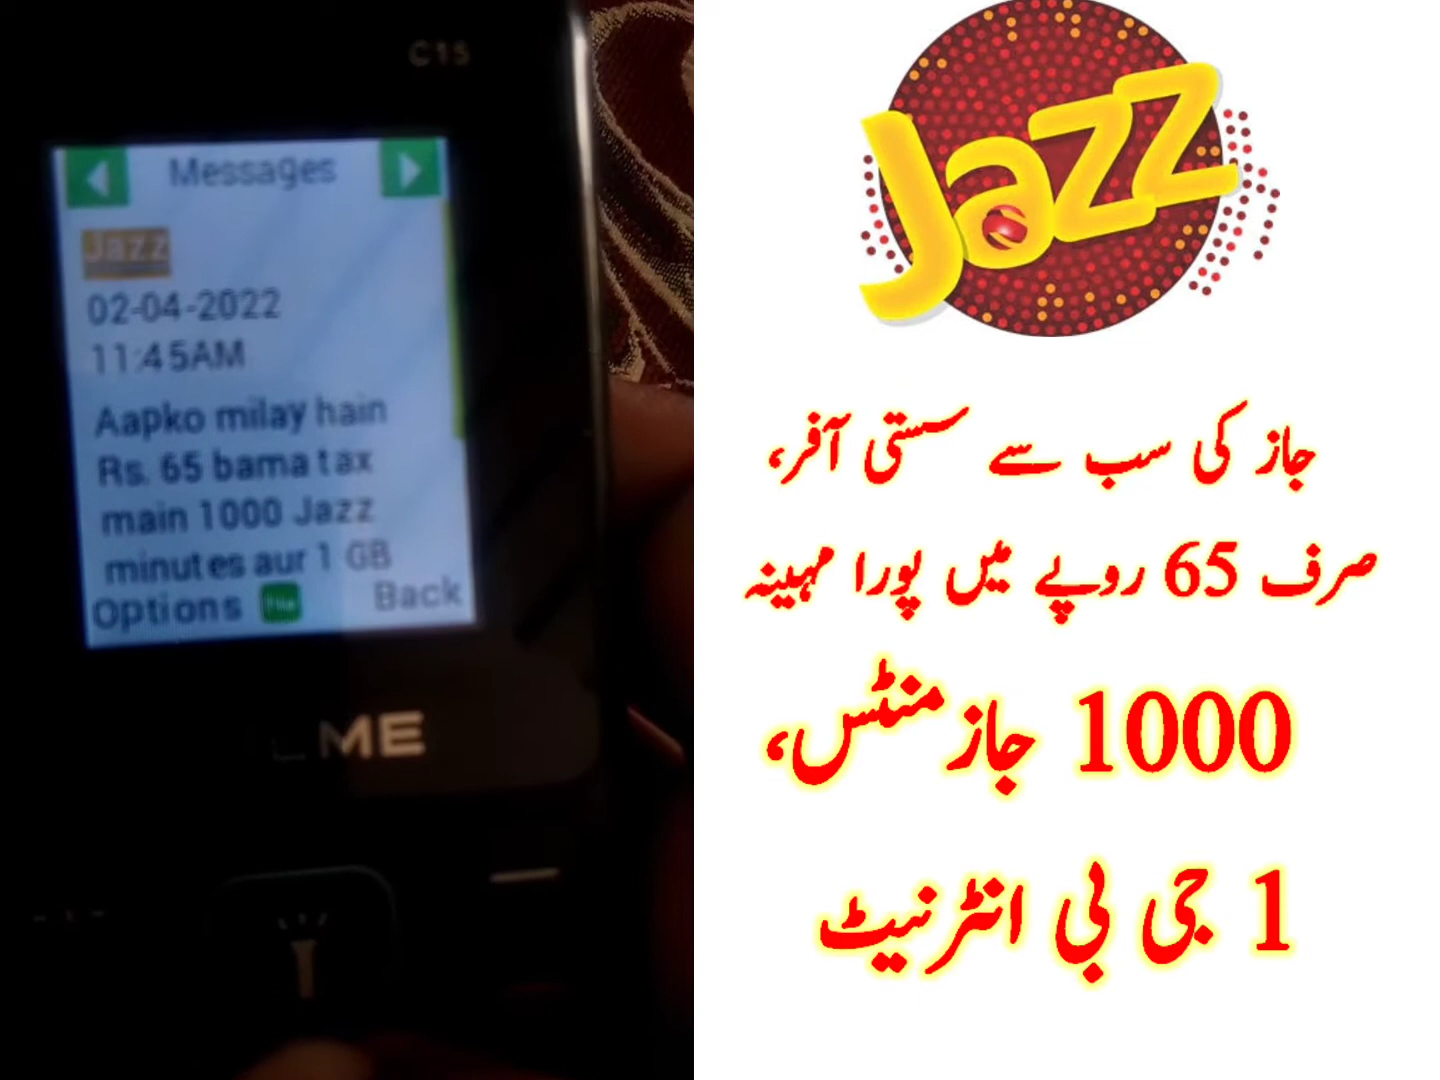 C15
Messages
Jazz
02-04-2022
11:45AM
Aapko milay hain
Rs. 65 bama tax
main 1000 Jazz
minutes aur 1 GB
Options
Back
ME
Jazz
جاز کی سب سے سستی آفر،
صرف 65 روپے میں پورا مہینہ
1000 جاز منٹس،
1 جی بی انٹرنیٹ